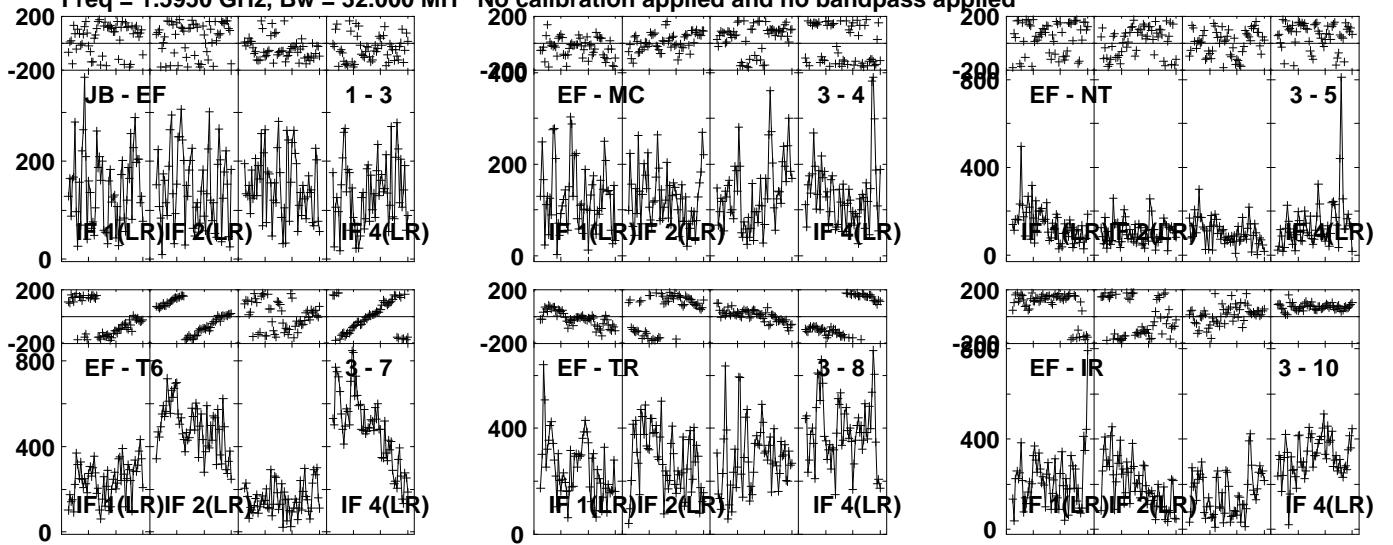 Freq = 1.5950 GHz, Bw = 32.000 MH No calibration applied and no bandpass applied
200
-200
JB - EF 1 - 3
200
0
IF 1(LR) IF 2(LR) IF 4(LR)
200
-200
400
EF - MC 3 - 4
200
0
IF 1(LR) IF 2(LR) IF 4(LR)
200
-200
800
EF - NT 3 - 5
400
0
IF 1(LR) IF 2(LR) IF 4(LR)
200
-200
800
EF - T6 3 - 7
400
0
IF 1(LR) IF 2(LR) IF 4(LR)
200
-200
EF - TR 3 - 8
400
0
IF 1(LR) IF 2(LR) IF 4(LR)
200
-200
800
EF - IR 3 - 10
400
0
IF 1(LR) IF 2(LR) IF 4(LR)